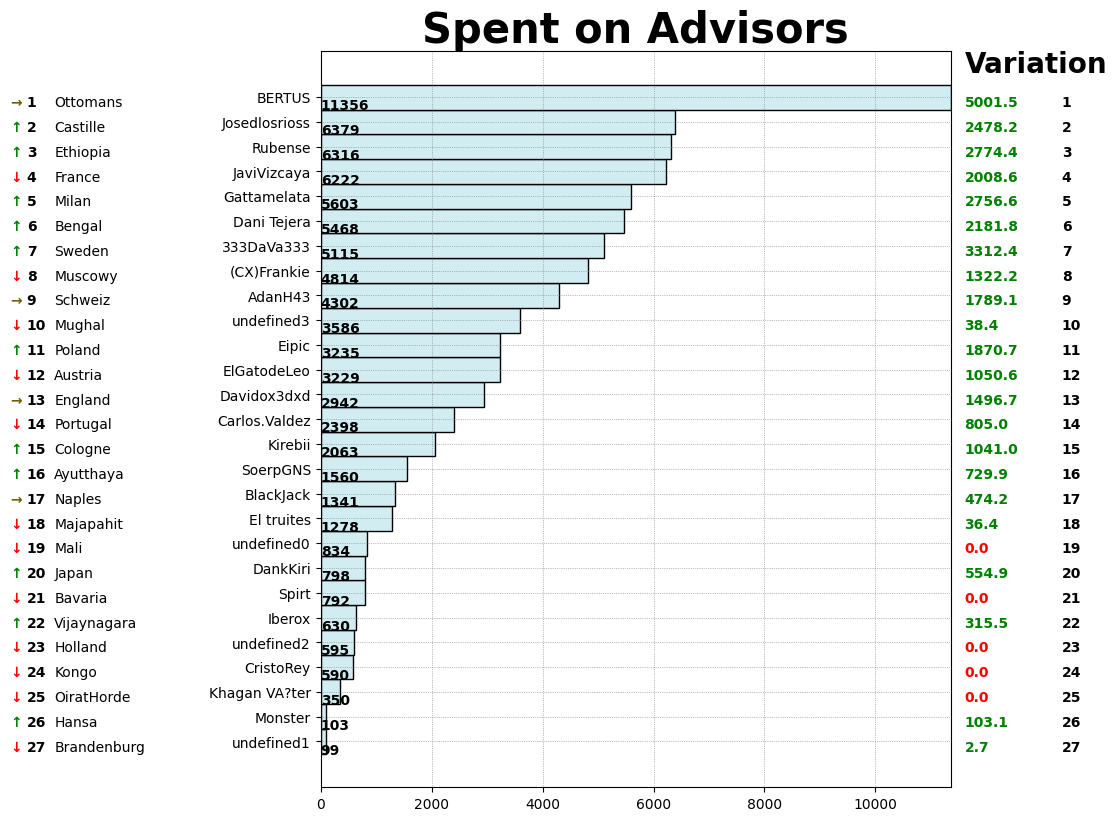 Spent on Advisors
Variation
→ 1 Ottomans BERTUS 11356 5001.5 1
↑ 2 Castille Josedlosrioss 6379 2478.2 2
↑ 3 Ethiopia Rubense 6316 2774.4 3
↓ 4 France JaviVizcaya 6222 2008.6 4
↑ 5 Milan Gattamelata 5603 2756.6 5
↑ 6 Bengal Dani Tejera 5468 2181.8 6
↑ 7 Sweden 333DaVa333 5115 3312.4 7
↓ 8 Muscowy (CX)Frankie 4814 1322.2 8
→ 9 Schweiz AdanH43 4302 1789.1 9
↓ 10 Mughal undefined3 3586 38.4 10
↑ 11 Poland Eipic 3235 1870.7 11
↓ 12 Austria ElGatodeLeo 3229 1050.6 12
→ 13 England Davidox3dxd 2942 1496.7 13
↓ 14 Portugal Carlos.Valdez 2398 805.0 14
↑ 15 Cologne Kirebii 2063 1041.0 15
↑ 16 Ayutthaya SoerpGNS 1560 729.9 16
→ 17 Naples BlackJack 1341 474.2 17
↓ 18 Majapahit El truites 1278 36.4 18
↓ 19 Mali undefined0 834 0.0 19
↑ 20 Japan DankKiri 798 554.9 20
↓ 21 Bavaria Spirt 792 0.0 21
↑ 22 Vijaynagara Iberox 630 315.5 22
↓ 23 Holland undefined2 595 0.0 23
↓ 24 Kongo CristoRey 590 0.0 24
↓ 25 OiratHorde Khagan VA?ter 350 0.0 25
↑ 26 Hansa Monster 103 103.1 26
↓ 27 Brandenburg undefined1 99 2.7 27
0 2000 4000 6000 8000 10000